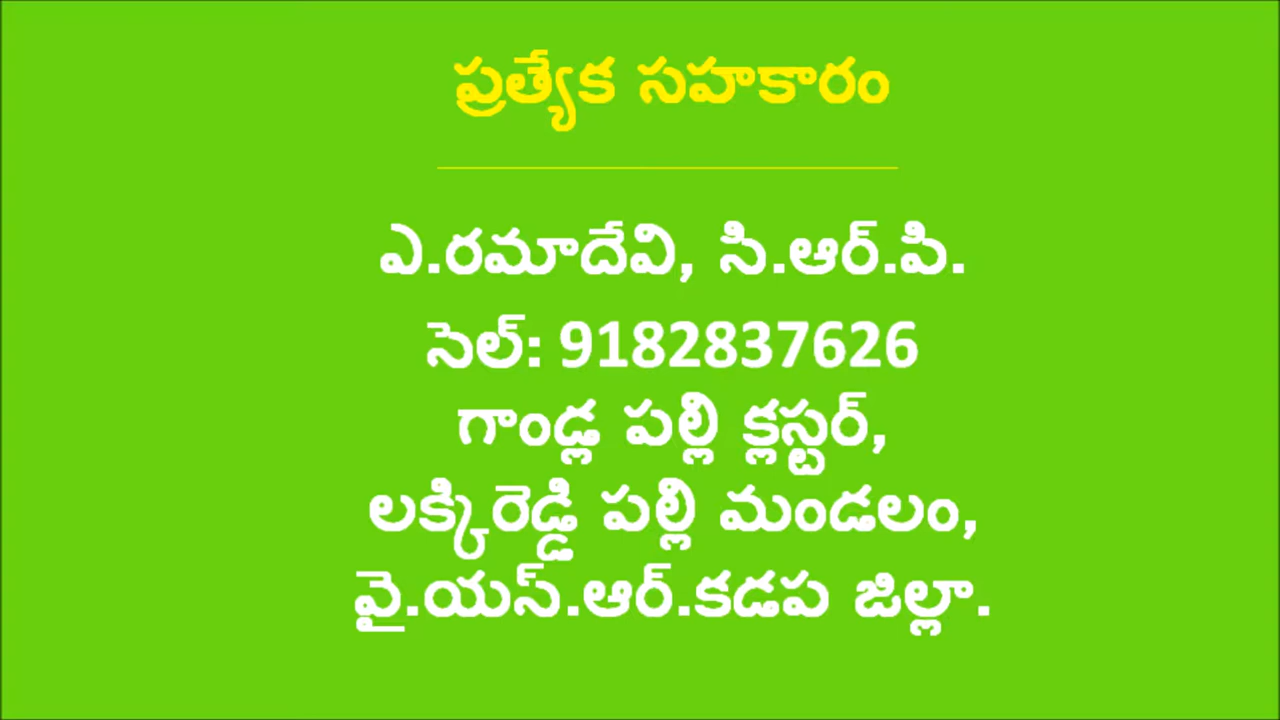 ప్రత్యేక సహకారం
ఎ.రమాదేవి, సి.ఆర్.పి.
సెల్: 9182837626
గాండ్ల పల్లి క్లస్టర్,
లక్కిరెడ్డి పల్లి మండలం,
వై.యస్.ఆర్.కడప జిల్లా.